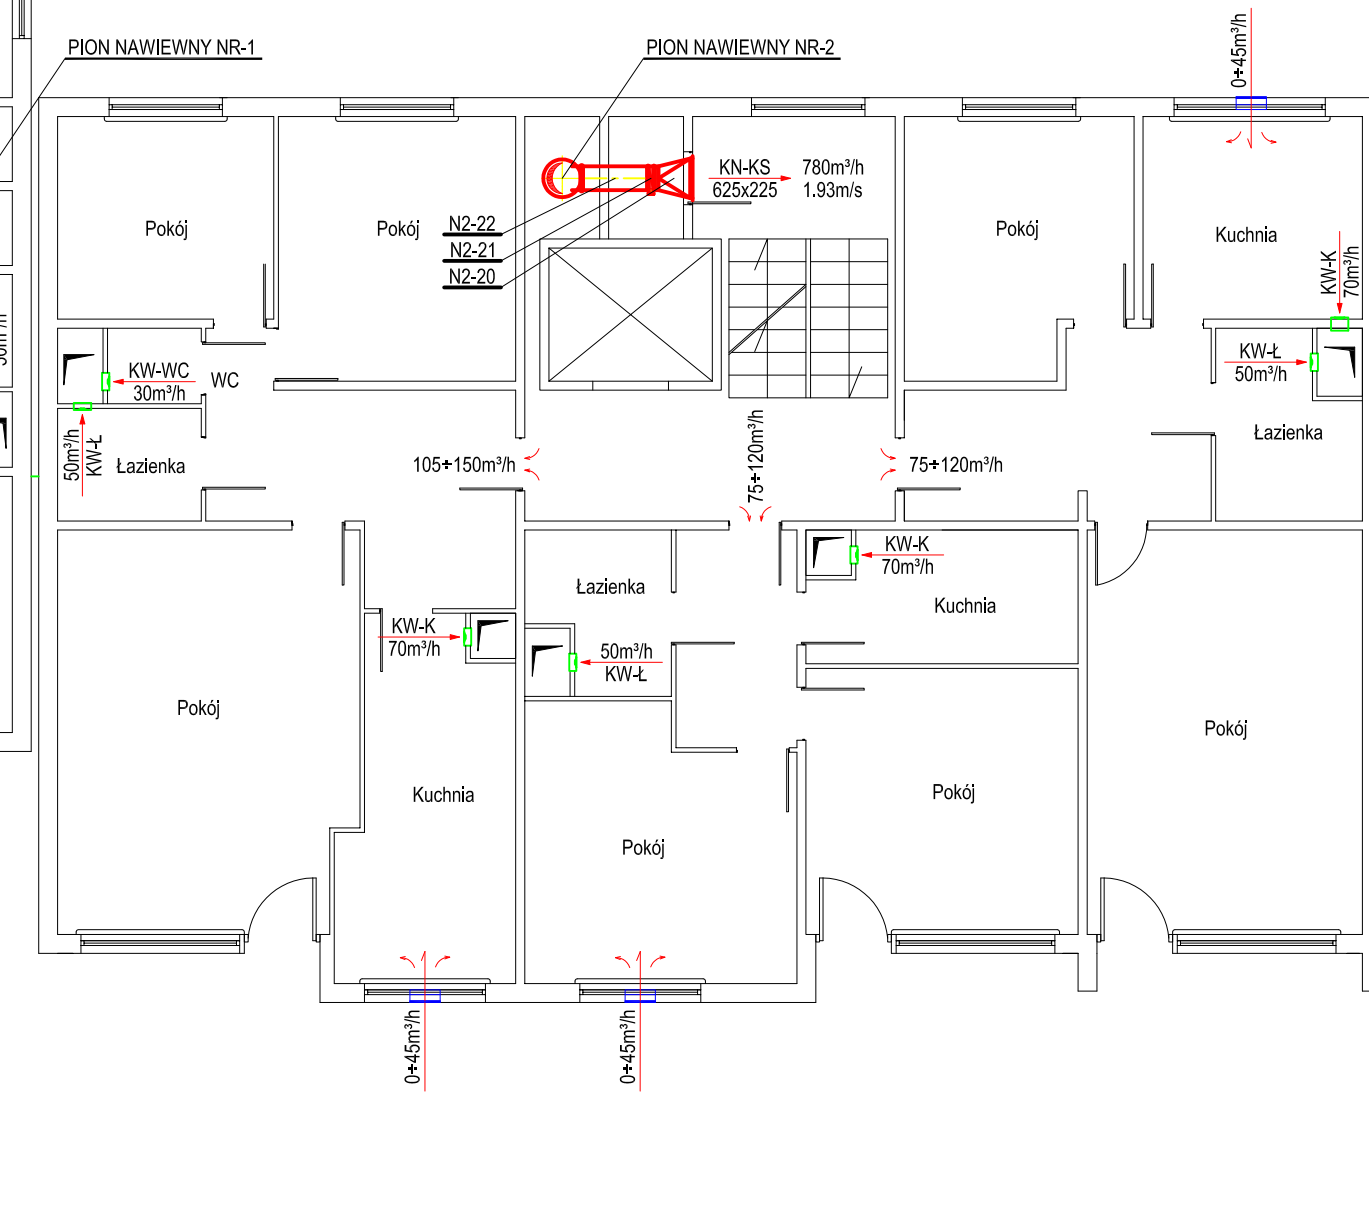 PION NAWIEWNY NR-1
PION NAWIEWNY NR-2
0÷45m³/h
KN-KS
625x225
780m³/h
1.93m/s
Pokój
Pokój
N2-22
N2-21
N2-20
Pokój
Kuchnia
KW-K
70m³/h
KW-WC
30m³/h
WC
KW-Ł
50m³/h
50m³/h
KW-Ł
Łazienka
105÷150m³/h
75÷120m³/h
75÷120m³/h
Łazienka
KW-K
70m³/h
Łazienka
Kuchnia
KW-K
70m³/h
50m³/h
KW-Ł
Pokój
Pokój
Kuchnia
Pokój
Pokój
0÷45m³/h
0÷45m³/h